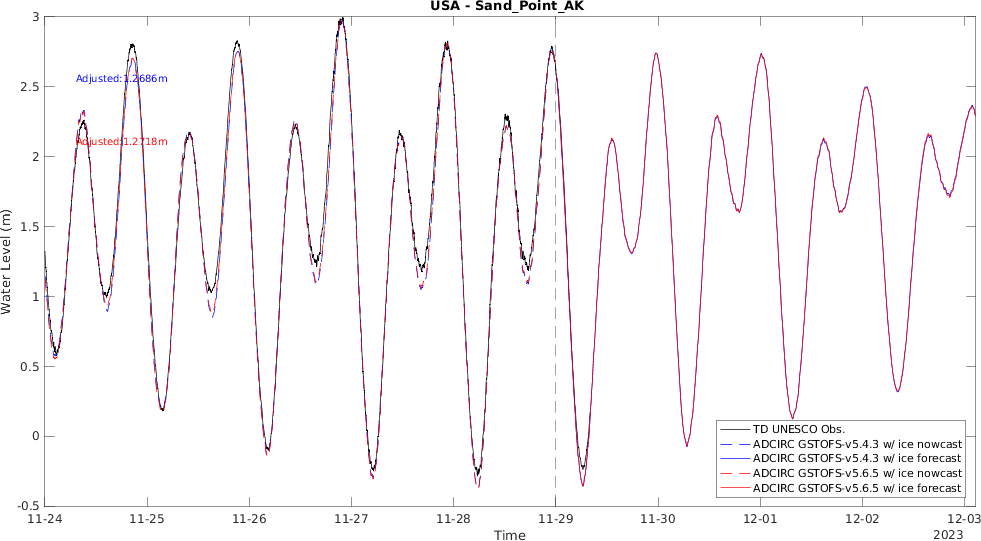 USA - Sand_Point_AK
3
2.5
2
1.5
1
0.5
0
-0.5
Water Level (m)
Adjusted:1.2686m
Adjusted:1.2718m
TD UNESCO Obs.
ADCIRC GSTOFS-v5.4.3 w/ ice nowcast
ADCIRC GSTOFS-v5.4.3 w/ ice forecast
ADCIRC GSTOFS-v5.6.5 w/ ice nowcast
ADCIRC GSTOFS-v5.6.5 w/ ice forecast
11-24 11-25 11-26 11-27 11-28 11-29 11-30 12-01 12-02 12-03
Time
2023